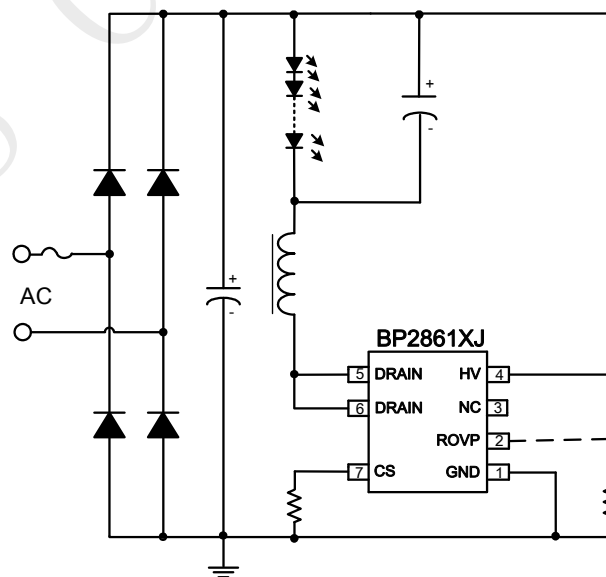 +
-
+
-
AC
BP2861XJ
5 DRAIN HV 4
6 DRAIN NC 3
ROVP 2
7 CS GND 1